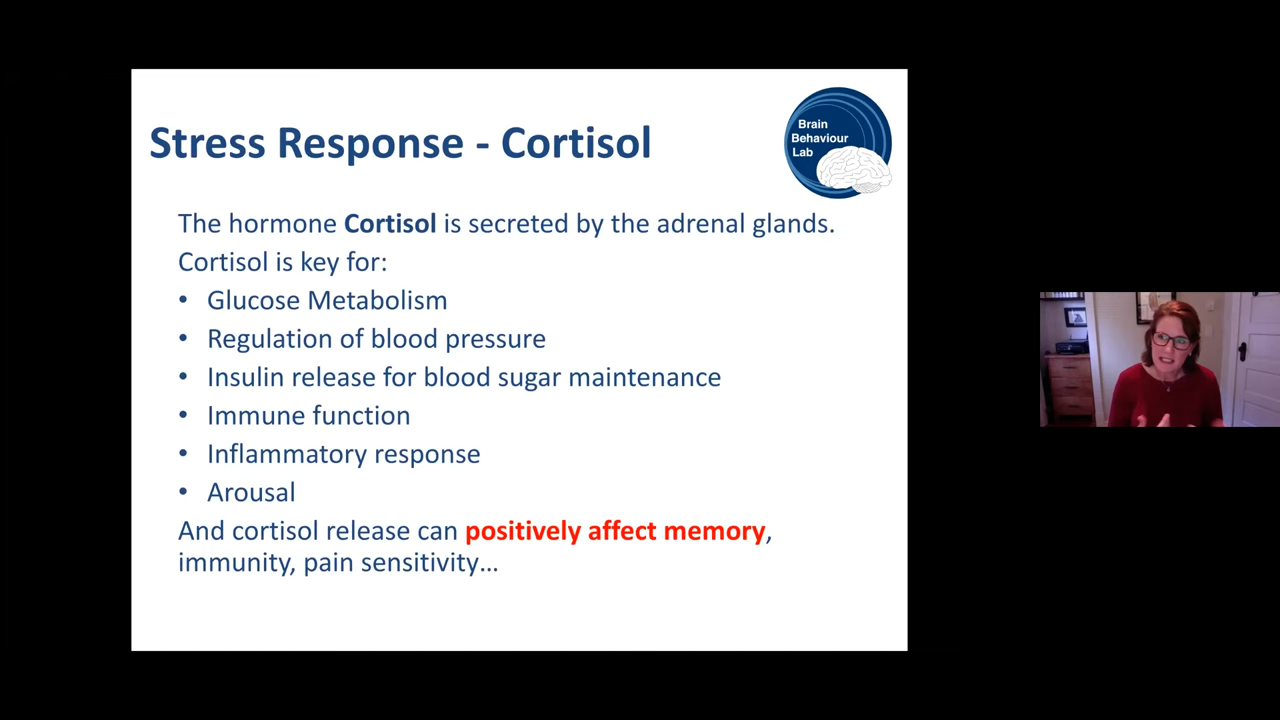 Stress Response - Cortisol
Brain
Behaviour
Lab
The hormone Cortisol is secreted by the adrenal glands.
Cortisol is key for:
• Glucose Metabolism
• Regulation of blood pressure
• Insulin release for blood sugar maintenance
• Immune function
• Inflammatory response
• Arousal
And cortisol release can positively affect memory,
immunity, pain sensitivity…